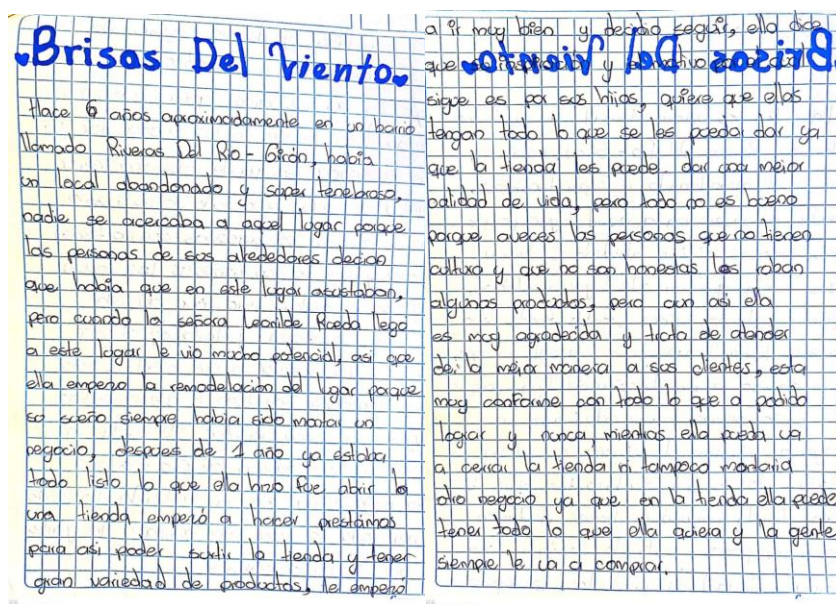 Brisas Del Viento
Hace 6 años aproximadamente en un barrio
llamado Riveras Del Rio - Girón, había
un local abandonado y super tenebroso,
nadie se acercaba a aquel lugar porque
las personas de sus alrededores decian
que habia que en este lugar asustaban,
pero cuando la señora Leonilde Rueda llego
a este lugar le vio mucho potencial, asi que
ella empezo la remodelación del lugar porque
su sueño siempre habia sido montar un
negocio, despues de 1 año ya estaba
todo listo lo que ella hizo fue abrir
una tienda empezó a hacer prestámos
para asi poder surtir la tienda y tener
gran variedad de productos, le empezó
a ir muy bien y decidio seguir, ella dice
que y
sigue es por sus hijos, quiere que ellos
tengan todo lo que se les pueda dar ya
que la tienda les puede dar una mejor
calidad de vida, pero todo no es bueno
porque aveces las personas que no tienen
cultura y que no son honestas les roban
algunos productos, pero aun asi ella
es muy agradecida y trata de atender
de la mejor manera a sus clientes, esta
muy conforme con todo lo que a podido
lograr y nunca, mientras ella pueda va
a cerrar la tienda ni tampoco montaria
otro negocio ya que en la tienda ella puede
tener todo lo que ella quiera y la gente
siempre le va a comprar.